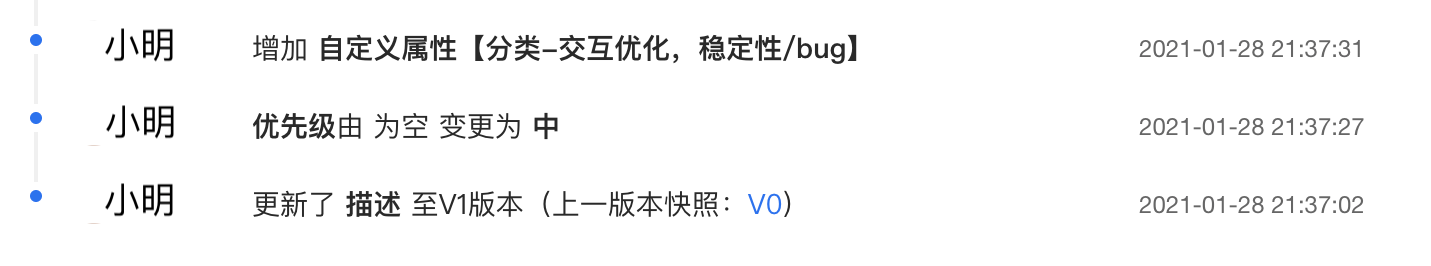 小明 增加 自定义属性【分类-交互优化，稳定性/bug】 2021-01-28 21:37:31
小明 优先级由 为空 变更为 中 2021-01-28 21:37:27
小明 更新了 描述 至V1版本（上一版本快照：V0） 2021-01-28 21:37:02